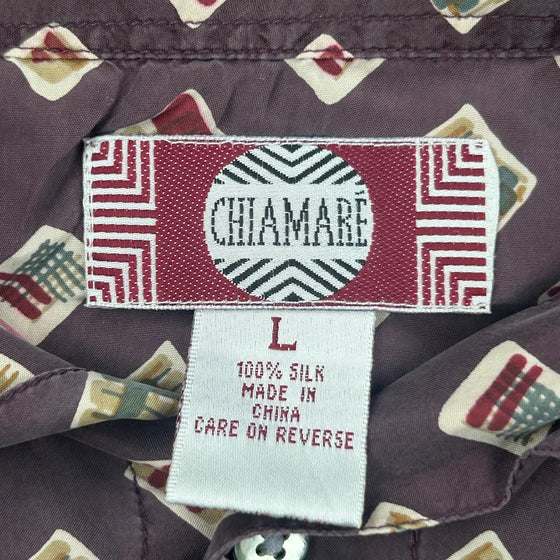 CHIAMARÉ
L
100% SILK
MADE IN
CHINA
CARE ON REVERSE